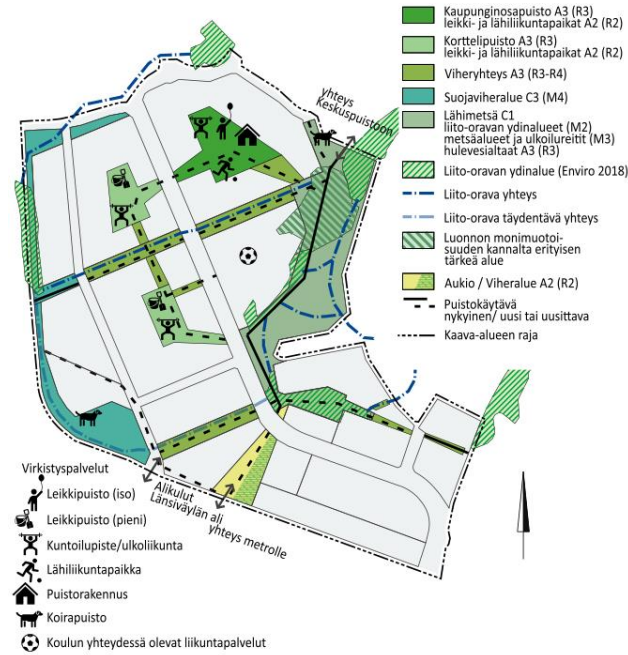 Kaupunginosapuisto A3 (R3)
leikki- ja lähiliikuntapaikat A2 (R2)
Korttelipuisto A3 (R3)
leikki- ja lähiliikuntapaikat A2 (R2)
Viheryhteys A3 (R3-R4)
Suojaviheralue C3 (M4)
Lähimetsä C1
liito-oravan ydinalueet (M2)
metsäalueet ja ulkoilureitit (M3)
hulevesialtaat A3 (R3)
Liito-oravan ydinalue (Enviro 2018)
Liito-orava yhteys
Liito-orava täydentävä yhteys
Luonnon monimuotoi-
suuden kannalta erityisen
tärkeä alue
Aukio / Viheralue A2 (R2)
Puistokäytävä
nykyinen/ uusi tai uusittava
Kaava-alueen raja
yhteys
Keskuspuistoon
Alikulut
Länsiväylän ali
yhteys metrolle
Virkistyspalvelut
Leikkipuisto (iso)
Leikkipuisto (pieni)
Kuntoilupiste/ulkoliikunta
Lähiliikuntapaikka
Puistorakennus
Koirapuisto
Koulun yhteydessä olevat liikuntapalvelut